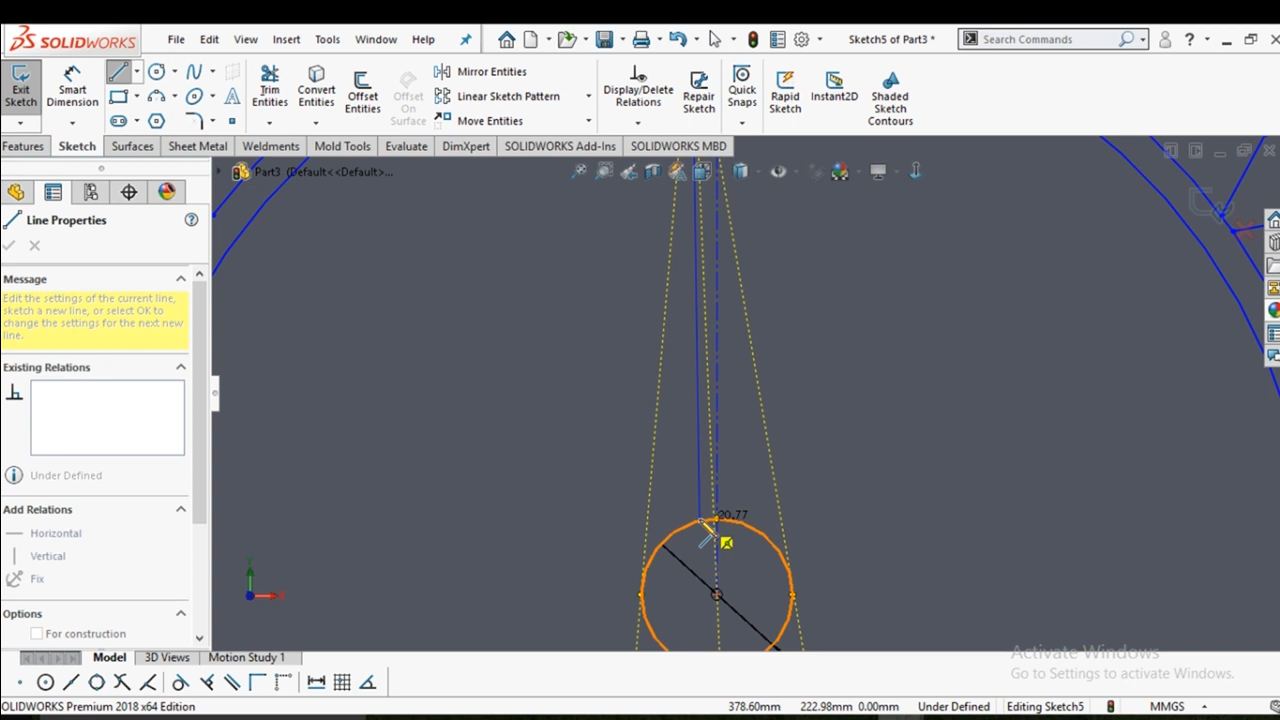 SOLIDWORKS
File Edit View Insert Tools Window Help
Sketch5 of Part3 *
Search Commands
Exit Sketch
Smart Dimension
Trim Entities
Convert Entities
Offset Entities
Offset On Surface
Mirror Entities
Linear Sketch Pattern
Move Entities
Display/Delete Relations
Repair Sketch
Quick Snaps
Rapid Sketch
Instant2D
Shaded Sketch Contours
Features Sketch Surfaces Sheet Metal Weldments Mold Tools Evaluate DimXpert SOLIDWORKS Add-Ins SOLIDWORKS MBD
Part3 (Default<<Default>...
Line Properties
Message
Edit the settings of the current line,
sketch a new line, or select OK to
change the settings for the next new
line.
Existing Relations
Under Defined
Add Relations
Horizontal
Vertical
Fix
Options
For construction
20.77
Activate Windows
Go to Settings to activate Windows.
Model 3D Views Motion Study 1
SOLIDWORKS Premium 2018 x64 Edition
378.60mm 222.98mm 0.00mm Under Defined Editing Sketch5 MMGS